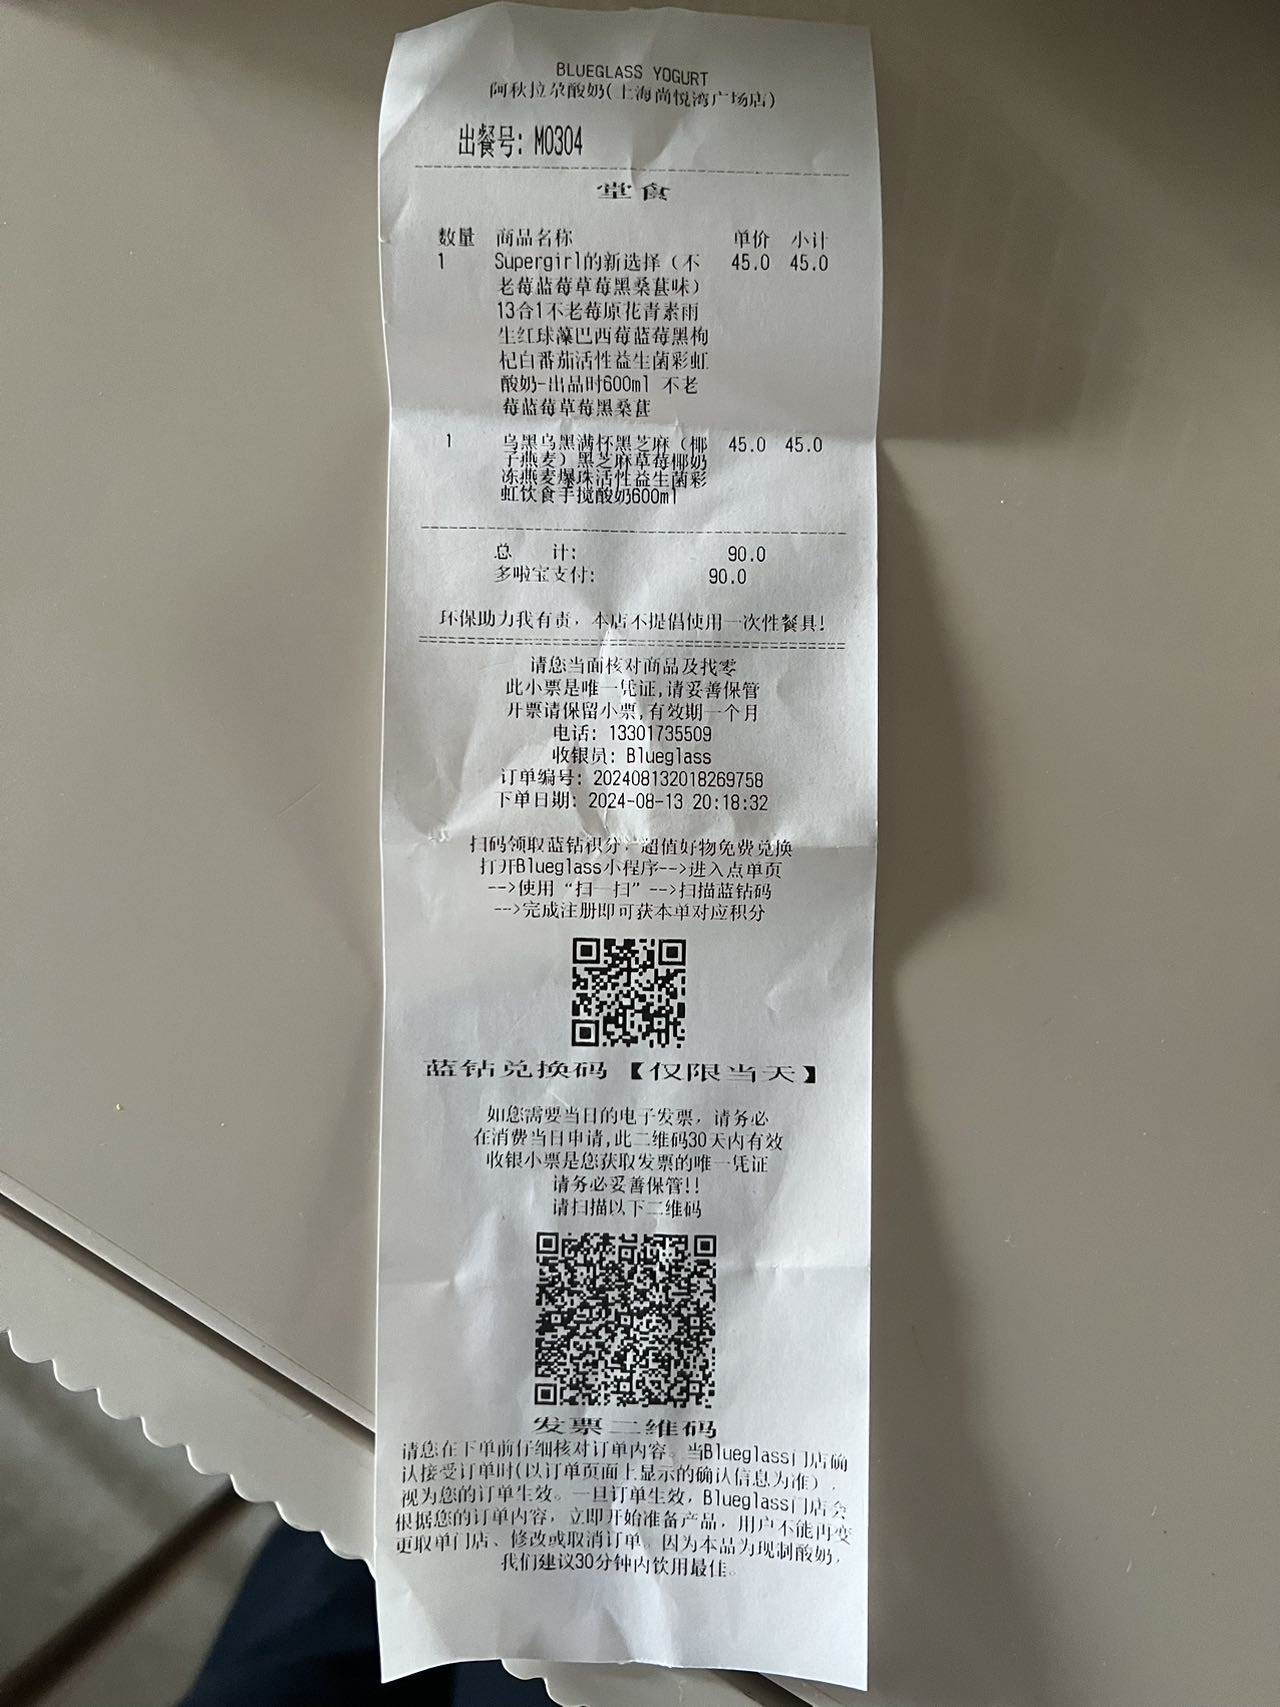 BLUEGLASS YOGURT
阿秋拉尕酸奶(上海尚悦湾广场店)
出餐号: M0304
堂食
数量 商品名称 单价 小计
1 Supergirl的新选择（不 45.0 45.0
老莓蓝莓草莓黑桑葚味）
13合1不老莓原花青素雨
生红球藻巴西莓蓝莓黑枸
杞白番茄活性益生菌彩虹
酸奶-出品时600ml 不老
莓蓝莓草莓黑桑葚
1 乌黑乌黑满怀黑芝麻（椰 45.0 45.0
子燕麦）黑芝麻草莓椰奶
冻燕麦爆珠活性益生菌彩
虹饮食手搅酸奶600ml
总 计: 90.0
多啦宝支付: 90.0
环保助力我有责，本店不提倡使用一次性餐具!
请您当面核对商品及找零
此小票是唯一凭证,请妥善保管
开票请保留小票,有效期一个月
电话: 13301735509
收银员: Blueglass
订单编号: 202408132018269758
下单日期: 2024-08-13 20:18:32
扫码领取蓝钻积分，超值好物免费兑换
打开Blueglass小程序-->进入点单页
-->使用“扫一扫”-->扫描蓝钻码
-->完成注册即可获本单对应积分
蓝钻兑换码【仅限当天】
如您需要当日的电子发票，请务必
在消费当日申请,此二维码30天内有效
收银小票是您获取发票的唯一凭证
请务必妥善保管!!
请扫描以下二维码
发票二维码
请您在下单前仔细核对订单内容。当Blueglass门店确
认接受订单时(以订单页面上显示的确认信息为准)，
视为您的订单生效。一旦订单生效，Blueglass门店会
根据您的订单内容，立即开始准备产品，用户不能再变
更取单门店、修改或取消订单。因为本品为现制酸奶，
我们建议30分钟内饮用最佳。